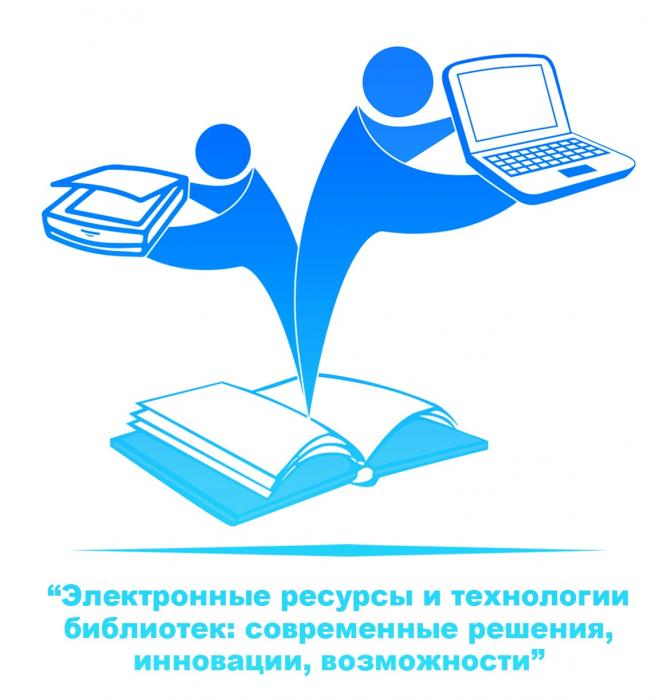 “Электронные ресурсы и технологии
библиотек: современные решения,
инновации, возможности”